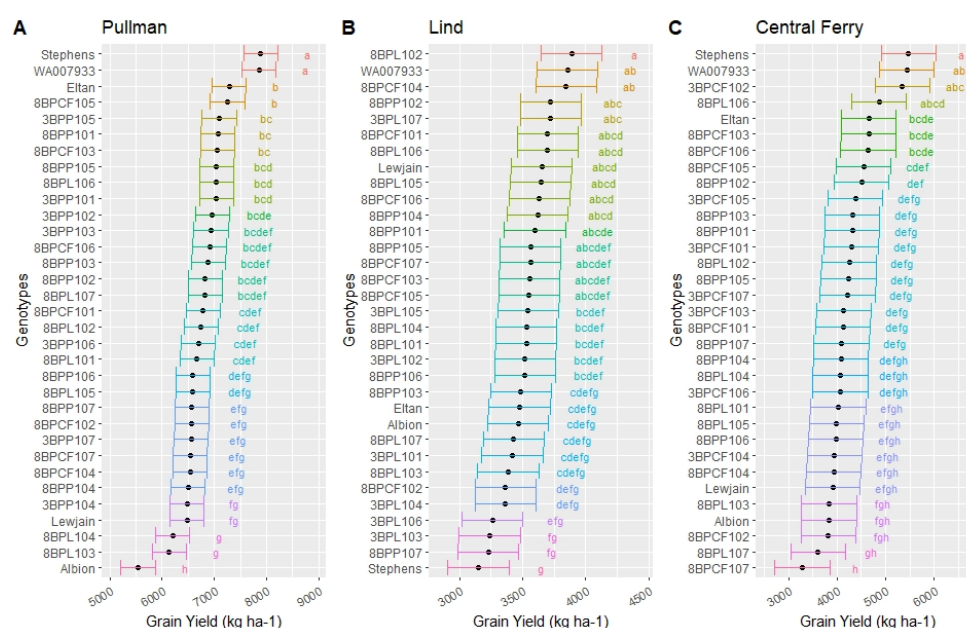 A Pullman
Genotypes
Stephens a
WA007933 a
Eltan b
8BPCF105 b
3BPP105 bc
8BPP101 bc
8BPCF103 bc
8BPP105 bcd
8BPL106 bcd
3BPP101 bcd
3BPP102 bcde
3BPP103 bcdef
8BPCF106 bcdef
8BPP103 bcdef
8BPP102 bcdef
8BPL107 bcdef
8BPCF101 cdef
8BPL102 cdef
3BPP106 cdef
8BPL101 cdef
8BPP106 defg
8BPL105 defg
8BPP107 efg
8BPCF102 efg
3BPP107 efg
8BPCF107 efg
8BPCF104 efg
8BPP104 efg
3BPP104 fg
Lewjain fg
8BPL104 g
8BPL103 g
Albion h
5000 6000 7000 8000 9000
Grain Yield (kg ha-1)
B Lind
Genotypes
8BPL102 a
WA007933 ab
8BPCF104 ab
8BPP102 abc
3BPL107 abc
8BPCF101 abcd
8BPL106 abcd
Lewjain abcd
8BPL105 abcd
8BPCF106 abcd
8BPP104 abcd
8BPP101 abcde
8BPP105 abcdef
8BPCF107 abcdef
8BPCF103 abcdef
8BPCF105 abcdef
3BPL105 bcdef
8BPL104 bcdef
8BPL101 bcdef
3BPL102 bcdef
8BPP106 bcdef
8BPP103 cdefg
Eltan cdefg
Albion cdefg
8BPL107 cdefg
3BPL101 cdefg
8BPL103 cdefg
8BPCF102 defg
3BPL104 defg
3BPL106 efg
3BPL103 fg
8BPP107 fg
Stephens g
3000 3500 4000 4500
Grain Yield (kg ha-1)
C Central Ferry
Genotypes
Stephens a
WA007933 ab
3BPCF102 abc
8BPL106 abcd
Eltan bcde
8BPCF103 bcde
8BPCF106 bcde
8BPCF105 cdef
8BPP102 def
3BPCF105 defg
8BPP103 defg
8BPP101 defg
3BPCF101 defg
8BPL102 defg
8BPP105 defg
3BPCF107 defg
3BPCF103 defg
8BPCF101 defg
8BPP107 defg
8BPP104 defgh
8BPL104 defgh
3BPCF106 defgh
8BPL101 efgh
8BPL105 efgh
8BPP106 efgh
3BPCF104 efgh
8BPCF104 efgh
Lewjain efgh
8BPL103 fgh
Albion fgh
8BPCF102 fgh
8BPL107 gh
8BPCF107 h
3000 4000 5000 6000
Grain Yield (kg ha-1)